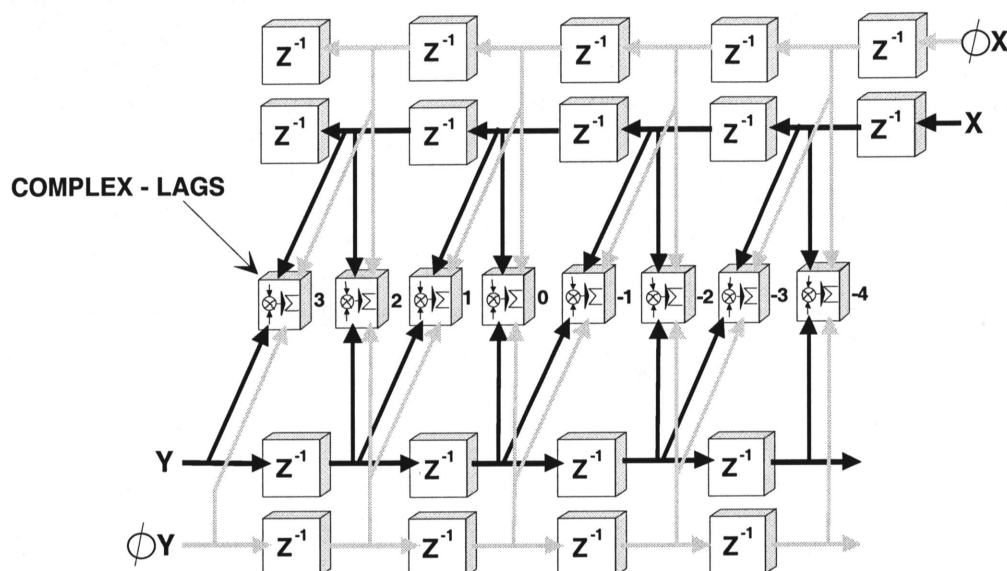 Z⁻¹ Z⁻¹ Z⁻¹ Z⁻¹ Z⁻¹ ϕX
Z⁻¹ Z⁻¹ Z⁻¹ Z⁻¹ Z⁻¹ X
COMPLEX - LAGS
Σ 3 Σ 2 Σ 1 Σ 0 Σ -1 Σ -2 Σ -3 Σ -4
Y Z⁻¹ Z⁻¹ Z⁻¹ Z⁻¹
ϕY Z⁻¹ Z⁻¹ Z⁻¹ Z⁻¹